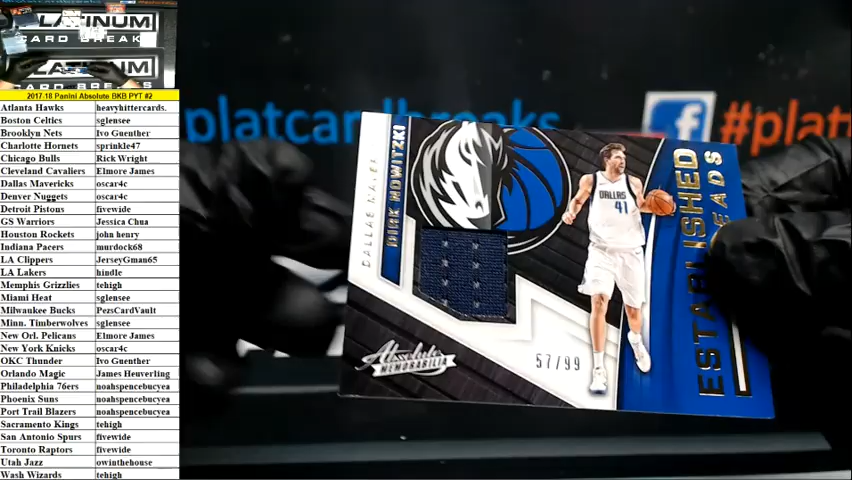 PLATINUM
CARD BREAKS
PLATINUM
CARD BREAKS
2017-18 Panini Absolute BKB PYT #2
Atlanta Hawks heavyhittercards.
Boston Celtics sglensee
Brooklyn Nets Ivo Guenther
Charlotte Hornets sprinkle47
Chicago Bulls Rick Wright
Cleveland Cavaliers Elmore James
Dallas Mavericks oscar4c
Denver Nuggets oscar4c
Detroit Pistons fivewide
GS Warriors Jessica Chua
Houston Rockets john henry
Indiana Pacers murdock68
LA Clippers JerseyGman65
LA Lakers hindle
Memphis Grizzlies tehigh
Miami Heat sglensee
Milwaukee Bucks PezsCardVault
Minn. Timberwolves sglensee
New Orl. Pelicans Elmore James
New York Knicks oscar4c
OKC Thunder Ivo Guenther
Orlando Magic James Heuverling
Philadelphia 76ers noahspencebucyea
Phoenix Suns noahspencebucyea
Port Trail Blazers noahspencebucyea
Sacramento Kings tehigh
San Antonio Spurs fivewide
Toronto Raptors fivewide
Utah Jazz owinthehouse
Wash Wizards tehigh
#platcardbreaks
f #plat
DALLAS MAVERICKS
DIRK NOWITZKI
DALLAS
41
ESTABLISHED
Absolute
MEMORABILIA
57/99